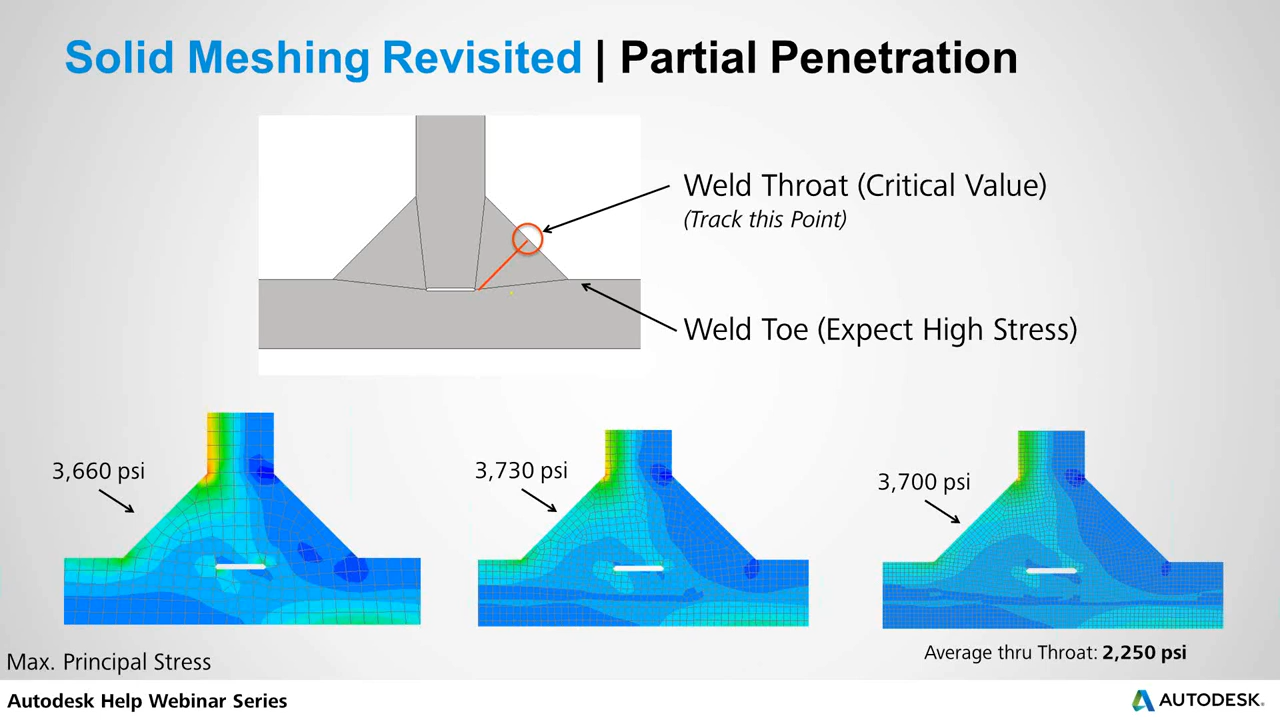 Solid Meshing Revisited | Partial Penetration
Weld Throat (Critical Value)
(Track this Point)
Weld Toe (Expect High Stress)
3,660 psi
3,730 psi
3,700 psi
Average thru Throat: 2,250 psi
Max. Principal Stress
Autodesk Help Webinar Series
AUTODESK.